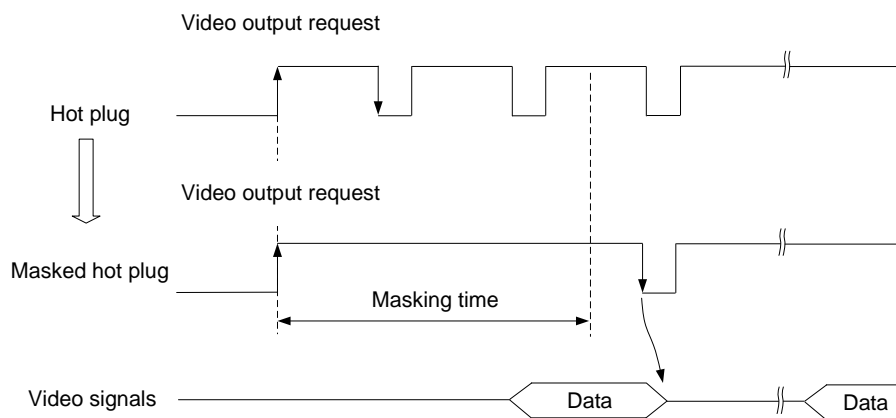 Video output request
Hot plug
Video output request
Masked hot plug
Masking time
Video signals
Data
Data